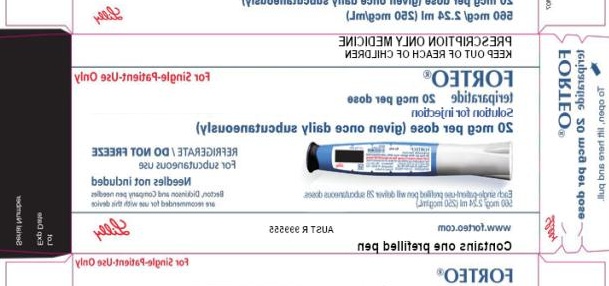 20 mcg per dose (given once daily subcutaneously)
560 mcg/ 2.24 ml (250 mcg/mL)
Lilly
PRESCRIPTION ONLY MEDICINE
KEEP OUT OF REACH OF CHILDREN
FORTEO®
For Single-Patient-Use Only
teriparatide 20 mcg per dose
Solution for injection
20 mcg per dose (given once daily subcutaneously)
REFRIGERATE / DO NOT FREEZE
For subcutaneous use
Needles not included
Becton, Dickinson and Company pen needles
are recommended for use with this device
Each single-patient-use prefilled pen will deliver 28 subcutaneous doses.
560 mcg/ 2.24 ml (250 mcg/mL)
www.forteo.com
AUST R 999555
Lilly
Contains one prefilled pen
FORTEO®
For Single-Patient-Use Only
To open, lift here and pull.
FORTEO®
teriparatide 20 mcg per dose
Lilly
Lot
Exp Date
Serial Number